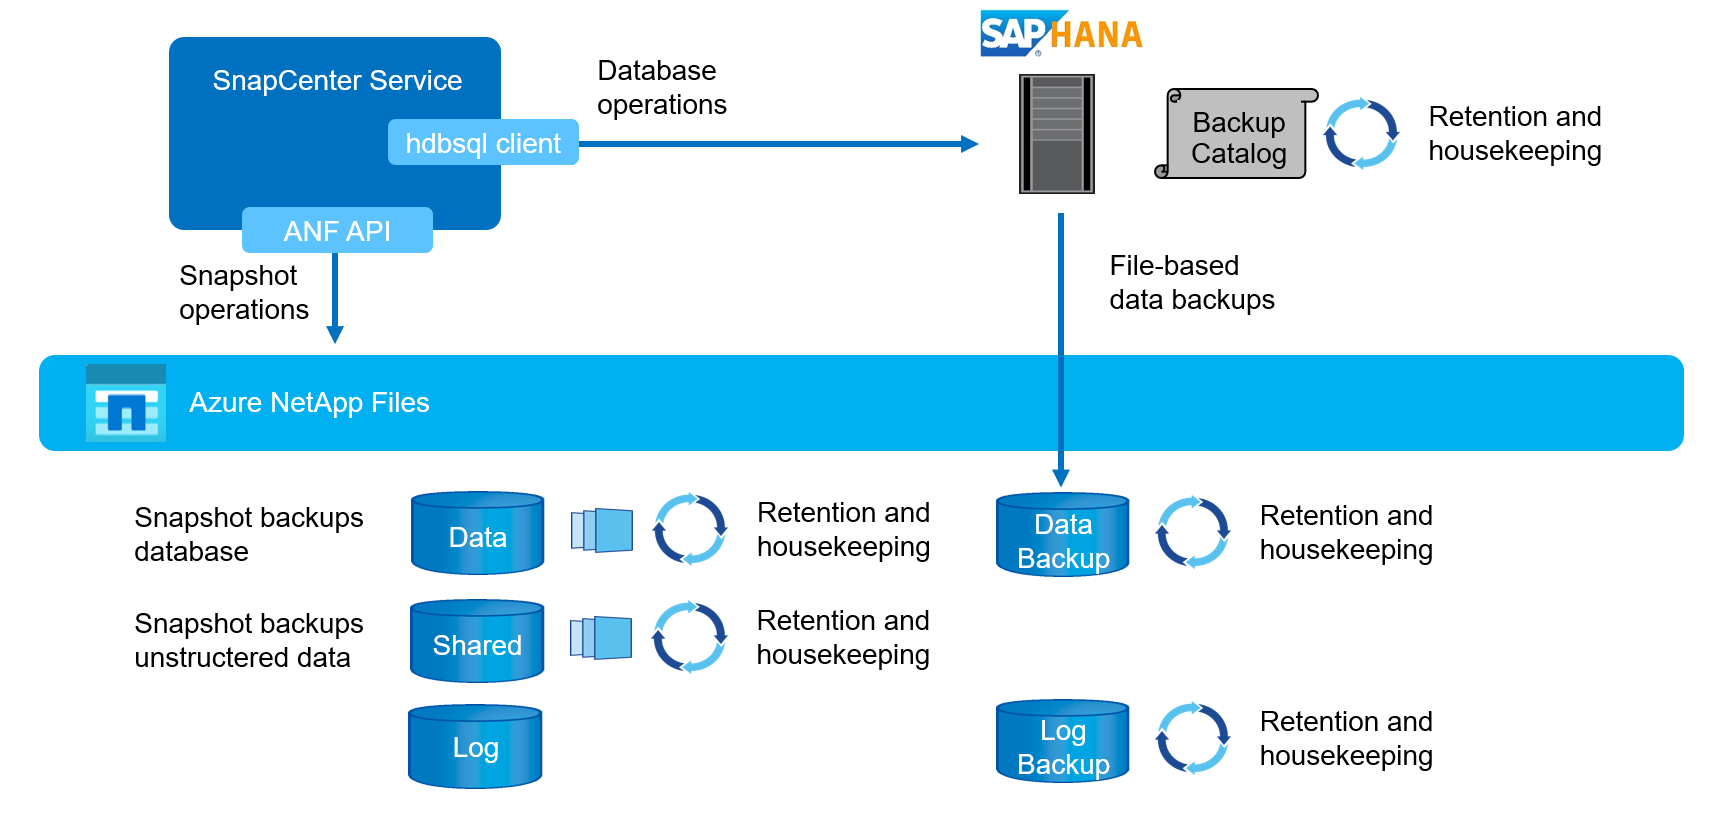 SAP HANA
®
SnapCenter Service
hdbsql client
ANF API
Database
operations
Backup
Catalog
Retention and
housekeeping
Snapshot
operations
File-based
data backups
Azure NetApp Files
Snapshot backups
database
Data
Retention and
housekeeping
Data
Backup
Retention and
housekeeping
Snapshot backups
unstructered data
Shared
Retention and
housekeeping
Log
Log
Backup
Retention and
housekeeping